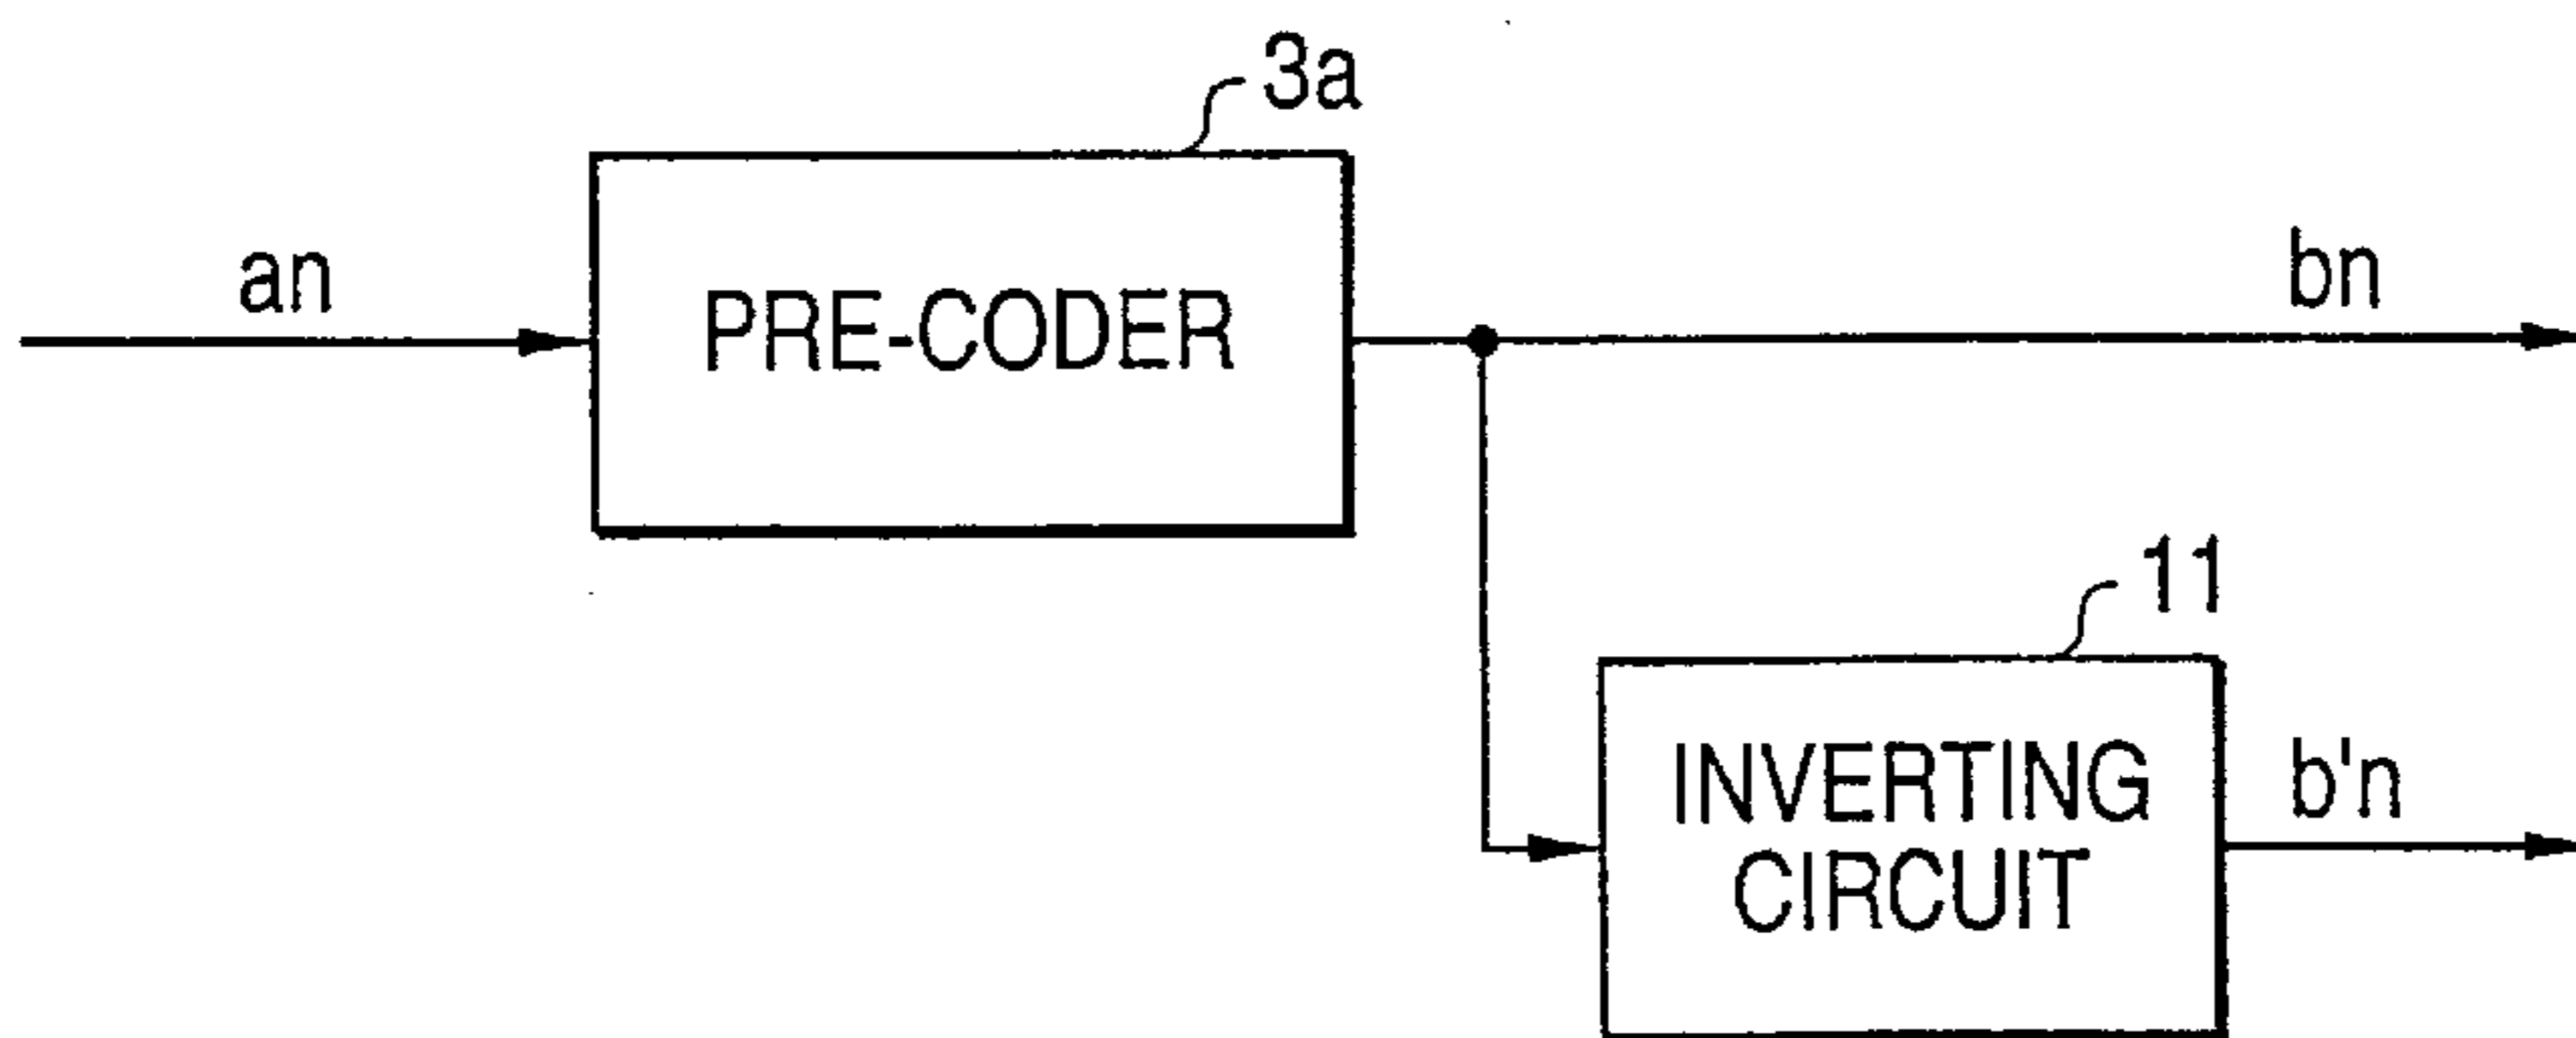 3a
an
PRE-CODER
bn
11
INVERTING
CIRCUIT
b'n